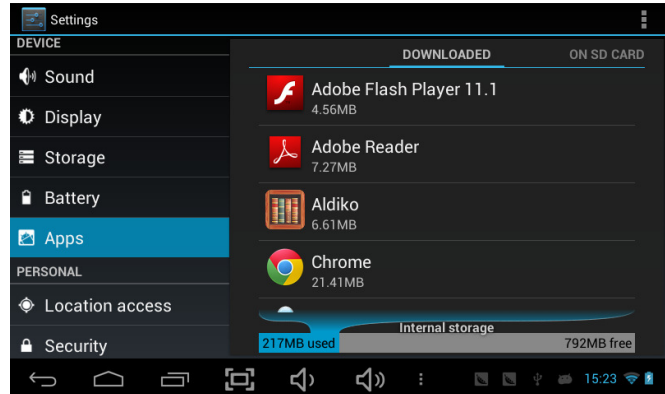 Settings
DEVICE
Sound
Display
Storage
Battery
Apps
PERSONAL
Location access
Security
DOWNLOADED
ON SD CARD
Adobe Flash Player 11.1
4.56MB
Adobe Reader
7.27MB
Aldiko
6.61MB
Chrome
21.41MB
Internal storage
217MB used
792MB free
15:23